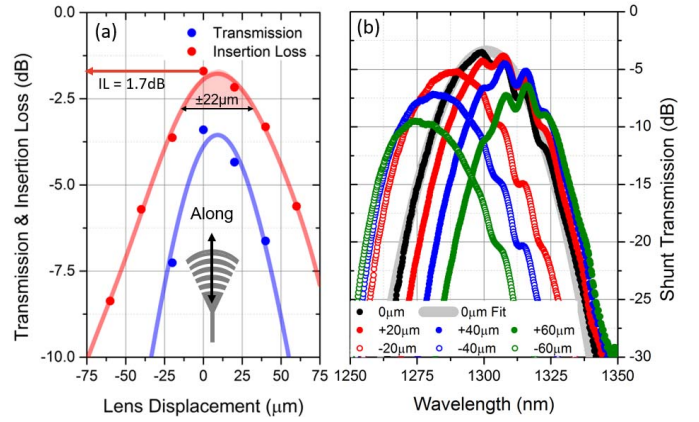 (a)
Transmission
Insertion Loss
IL = 1.7dB
±22µm
Along
0.0
-2.5
-5.0
-7.5
-10.0
Transmission & Insertion Loss (dB)
-75 -50 -25 0 25 50 75
Lens Displacement (µm)
(b)
0µm 0µm Fit
+20µm +40µm +60µm
-20µm -40µm -60µm
0
-5
-10
-15
-20
-25
-30
Shunt Transmission (dB)
1250 1275 1300 1325 1350
Wavelength (nm)